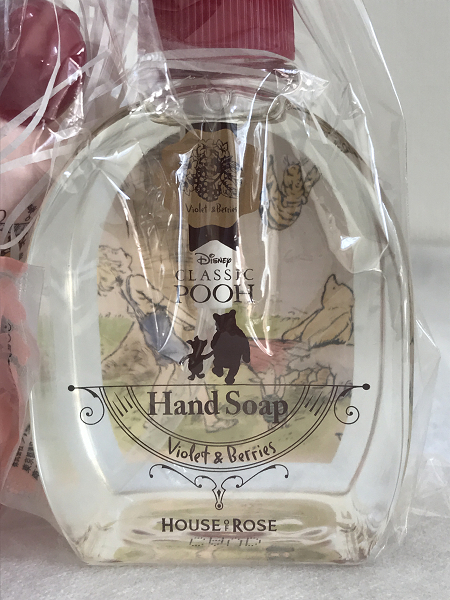 Violet & Berries
Disney
CLASSIC
POOH
Hand Soap
Violet & Berries
HOUSE OF ROSE